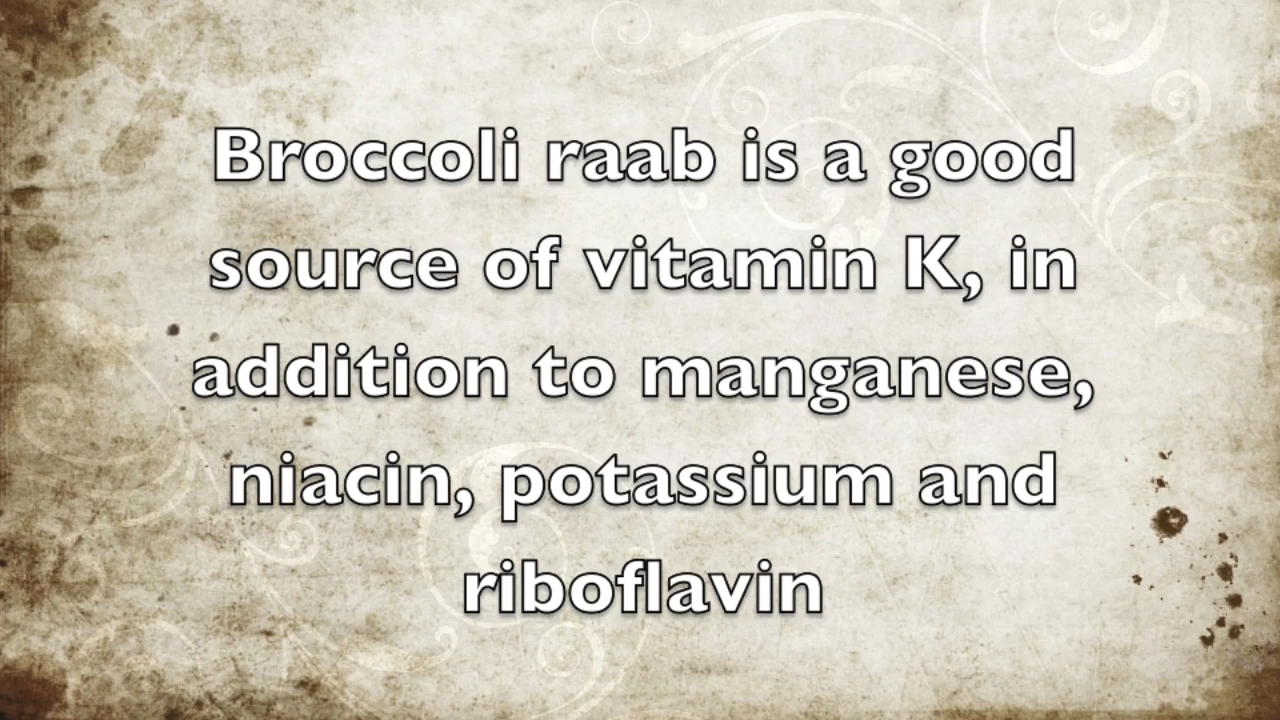 Broccoli raab is a good
source of vitamin K, in
addition to manganese,
niacin, potassium and
riboflavin